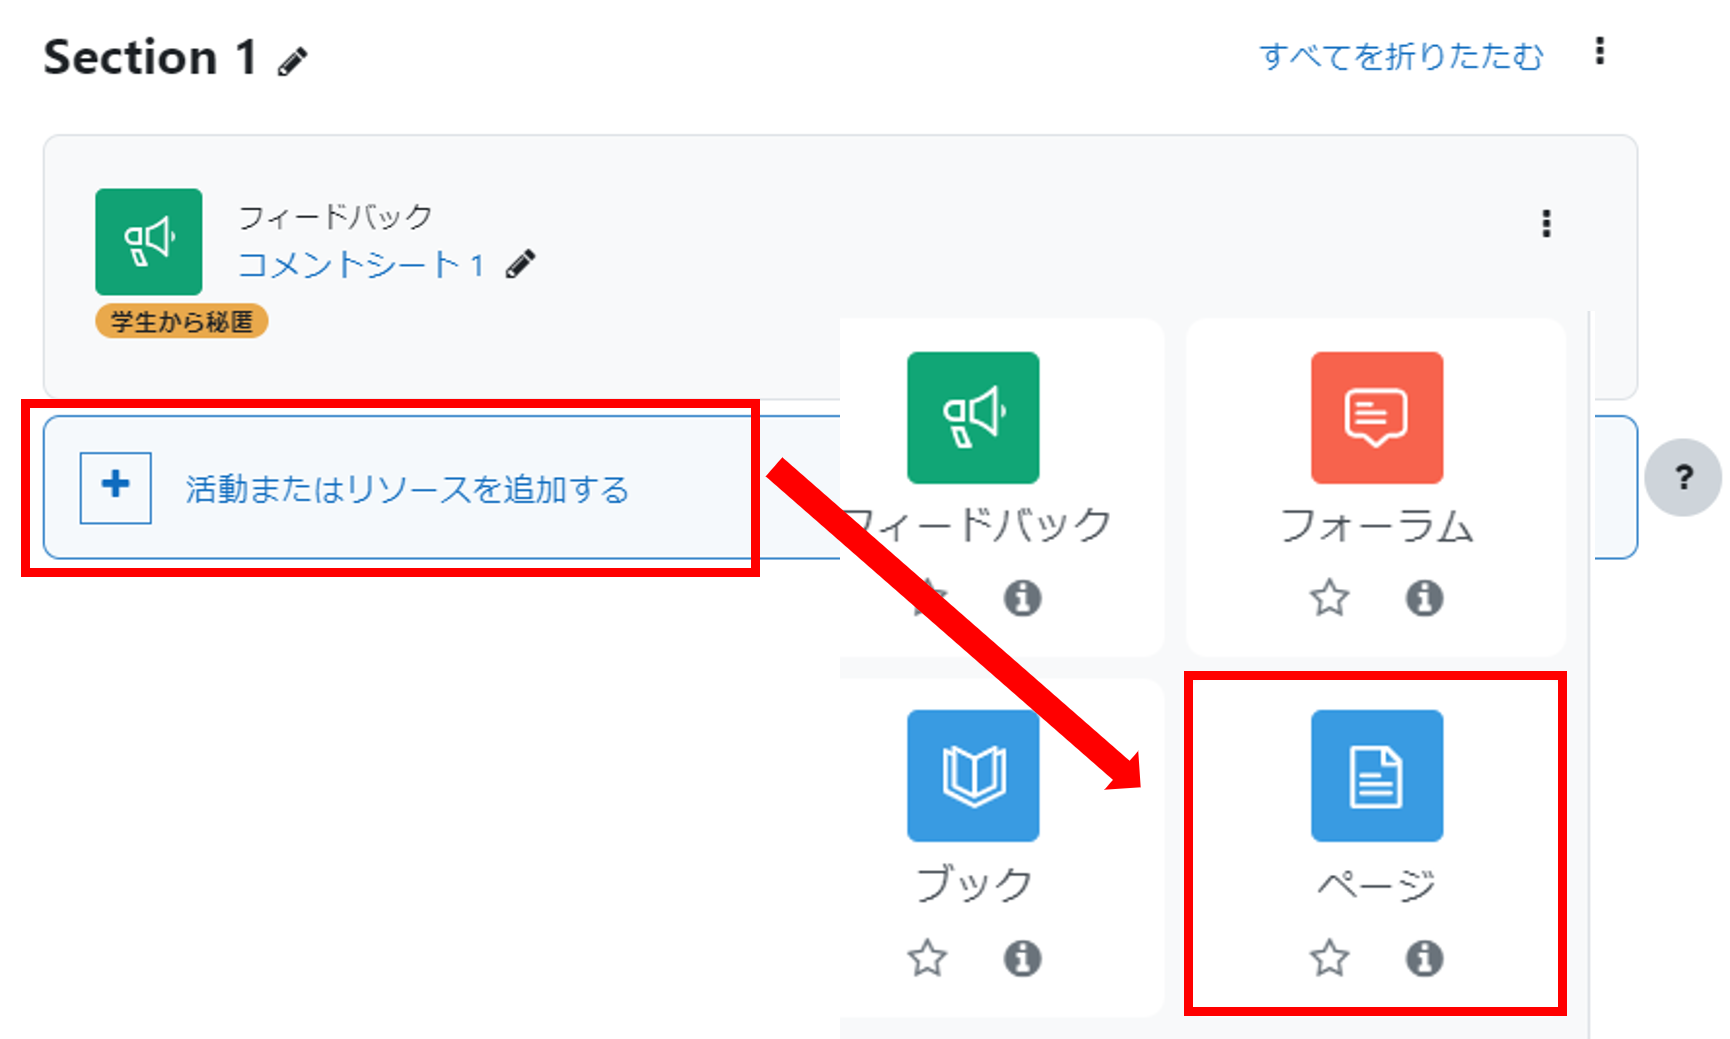 Section 1
すべてを折りたたむ
フィードバック
コメントシート 1
学生から秘匿
活動またはリソースを追加する
?
フィードバック
フォーラム
ブック
ページ